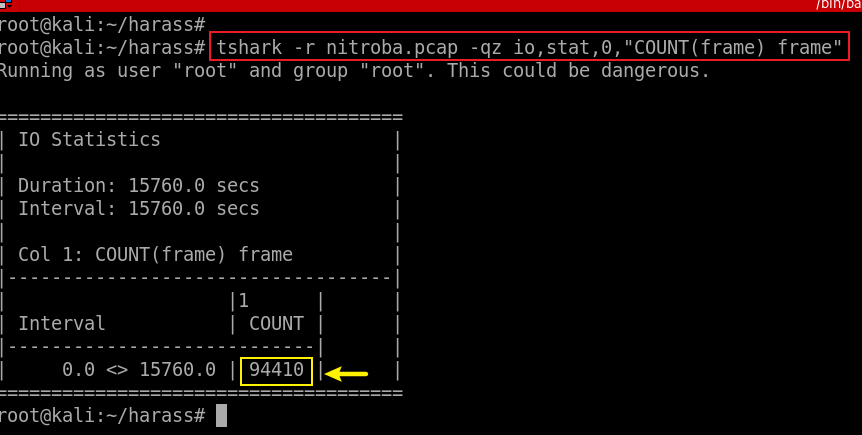 /bin/ba
root@kali:~/harass#
root@kali:~/harass# tshark -r nitroba.pcap -qz io,stat,0,"COUNT(frame) frame"
Running as user "root" and group "root". This could be dangerous.
=====================================
| IO Statistics                     |
|                                   |
| Duration: 15760.0 secs            |
| Interval: 15760.0 secs            |
|                                   |
| Col 1: COUNT(frame) frame         |
|-----------------------------------|
|                    |1      |      |
| Interval           | COUNT |      |
|----------------------------|      |
|     0.0 <> 15760.0 | 94410 |      |
=====================================
root@kali:~/harass#